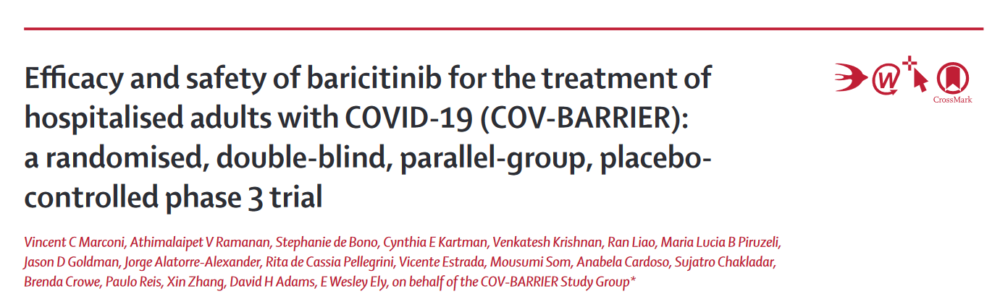 Efficacy and safety of baricitinib for the treatment of
hospitalised adults with COVID-19 (COV-BARRIER):
a randomised, double-blind, parallel-group, placebo-
controlled phase 3 trial
W
CrossMark
Vincent C Marconi, Athimalaipet V Ramanan, Stephanie de Bono, Cynthia E Kartman, Venkatesh Krishnan, Ran Liao, Maria Lucia B Piruzeli,
Jason D Goldman, Jorge Alatorre-Alexander, Rita de Cassia Pellegrini, Vicente Estrada, Mousumi Som, Anabela Cardoso, Sujatro Chakladar,
Brenda Crowe, Paulo Reis, Xin Zhang, David H Adams, E Wesley Ely, on behalf of the COV-BARRIER Study Group*